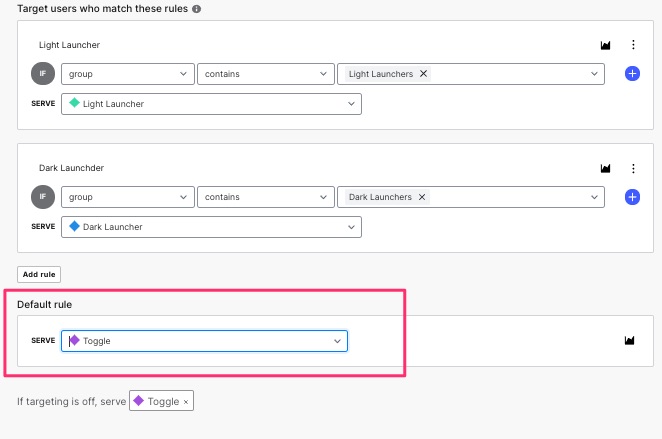 Target users who match these rules
Light Launcher
IF group contains Light Launchers ×
SERVE Light Launcher
Dark Launchder
IF group contains Dark Launchers ×
SERVE Dark Launcher
Add rule
Default rule
SERVE Toggle
If targeting is off, serve Toggle ×